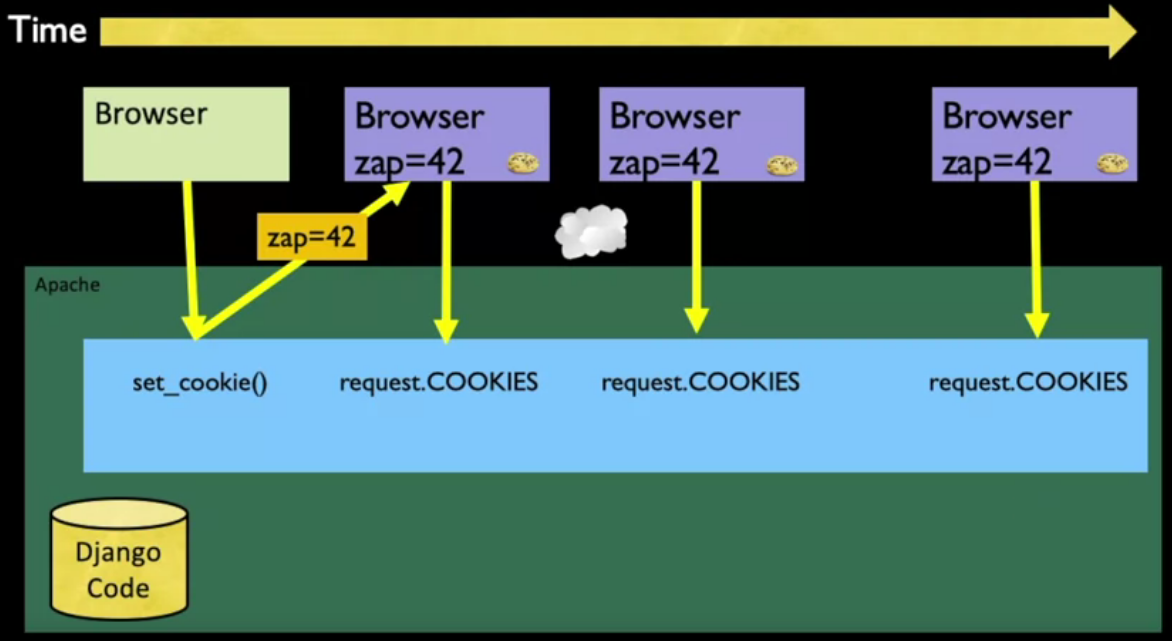 Time
Browser
Browser
zap=42
Browser
zap=42
Browser
zap=42
zap=42
Apache
set_cookie()
request.COOKIES
request.COOKIES
request.COOKIES
Django
Code